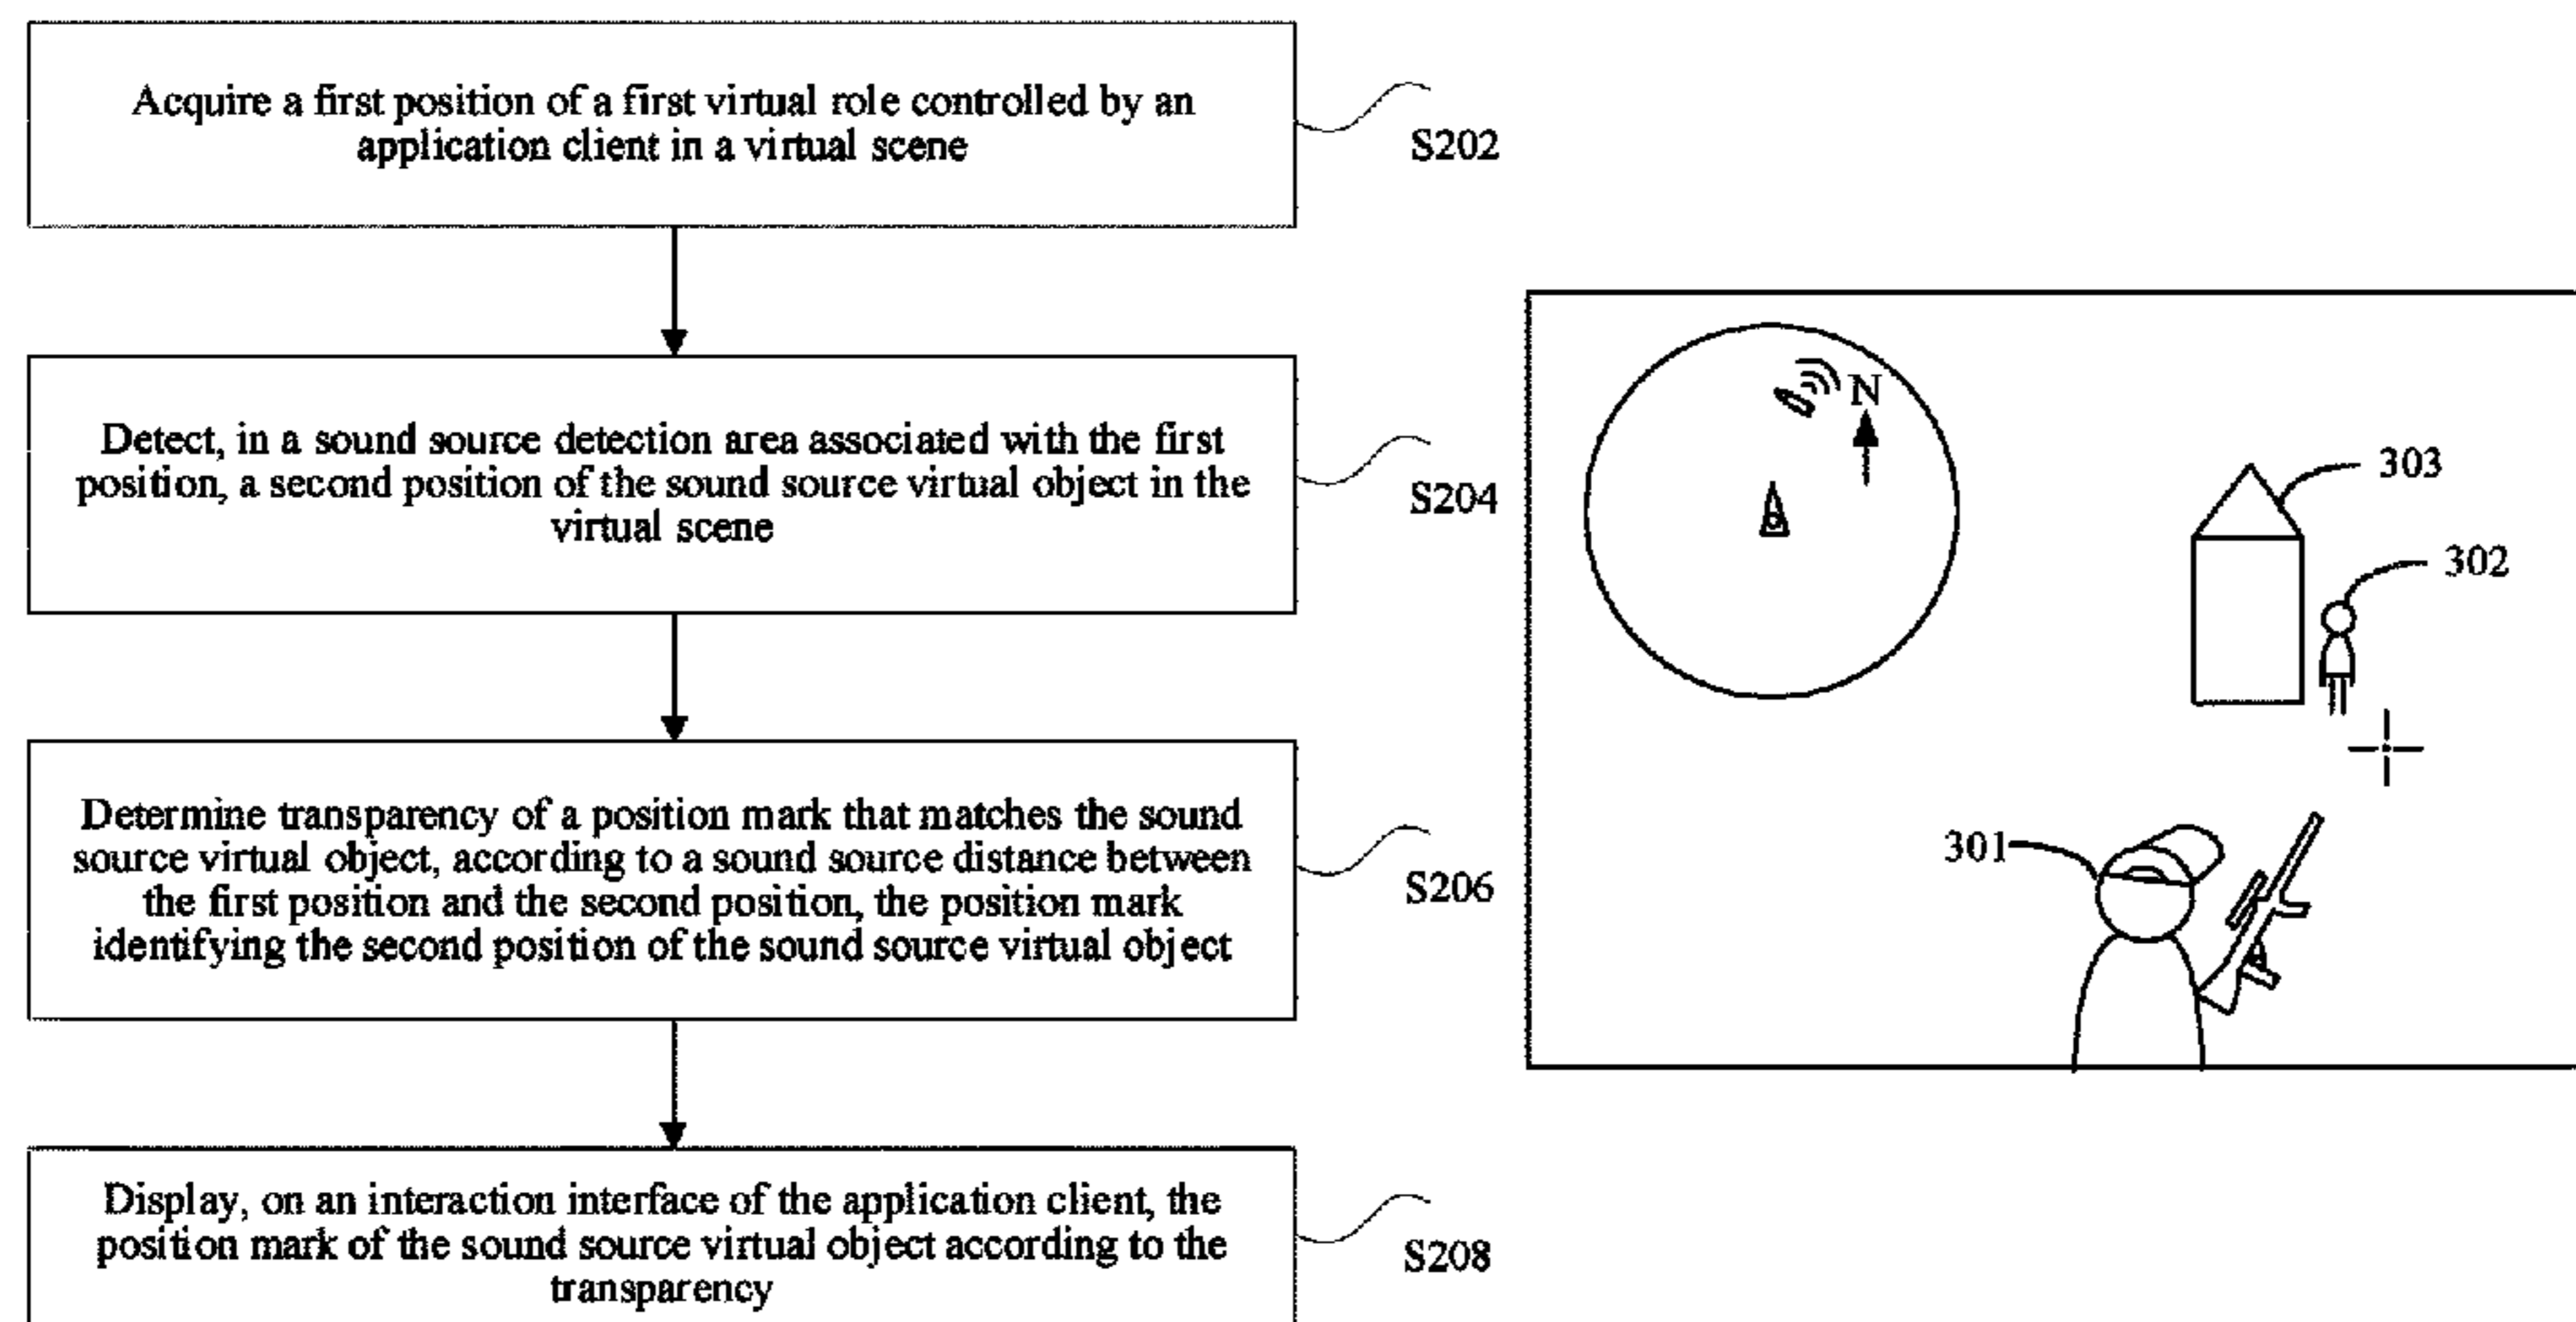 Acquire a first position of a first virtual role controlled by an
application client in a virtual scene
S202
Detect, in a sound source detection area associated with the first
position, a second position of the sound source virtual object in the
virtual scene
S204
Determine transparency of a position mark that matches the sound
source virtual object, according to a sound source distance between
the first position and the second position, the position mark
identifying the second position of the sound source virtual object
S206
Display, on an interaction interface of the application client, the
position mark of the sound source virtual object according to the
transparency
S208
N
303
302
301